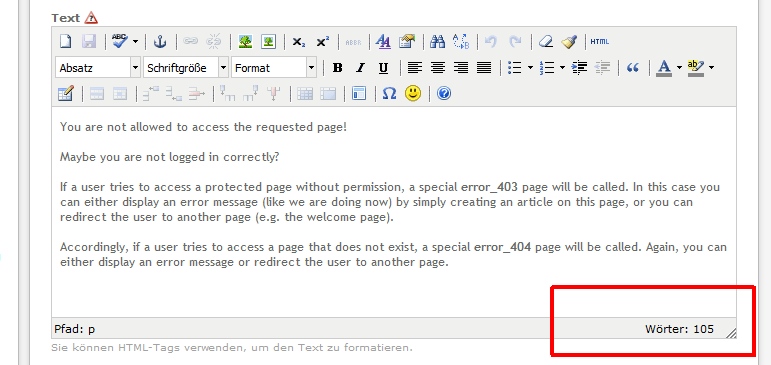 Text
ABC
ABBR
HTML
Absatz Schriftgröße Format B I U A ab
You are not allowed to access the requested page!
Maybe you are not logged in correctly?
If a user tries to access a protected page without permission, a special error_403 page will be called. In this case you
can either display an error message (like we are doing now) by simply creating an article on this page, or you can
redirect the user to another page (e.g. the welcome page).
Accordingly, if a user tries to access a page that does not exist, a special error_404 page will be called. Again, you can
either display an error message or redirect the user to another page.
Pfad: p Wörter: 105
Sie können HTML-Tags verwenden, um den Text zu formatieren.